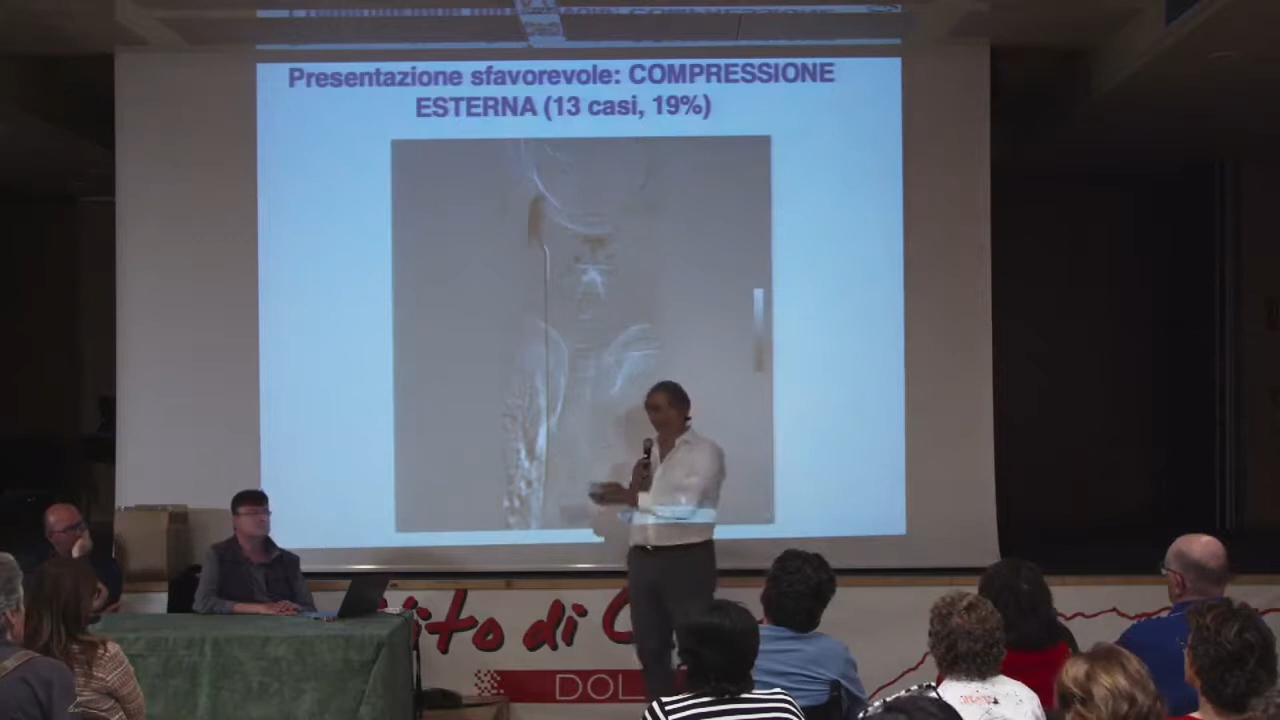 Presentazione sfavorevole: COMPRESSIONE
ESTERNA (13 casi, 19%)
ito di
DOL